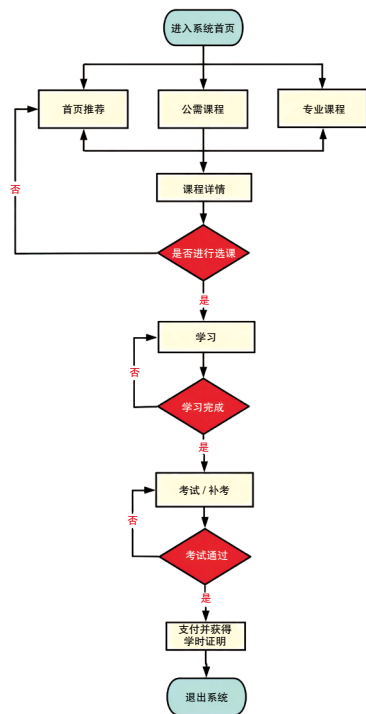 进入系统首页
首页推荐
公需课程
专业课程
课程详情
否
是否进行选课
是
学习
否
学习完成
是
考试 / 补考
否
考试通过
是
支付并获得
学时证明
退出系统